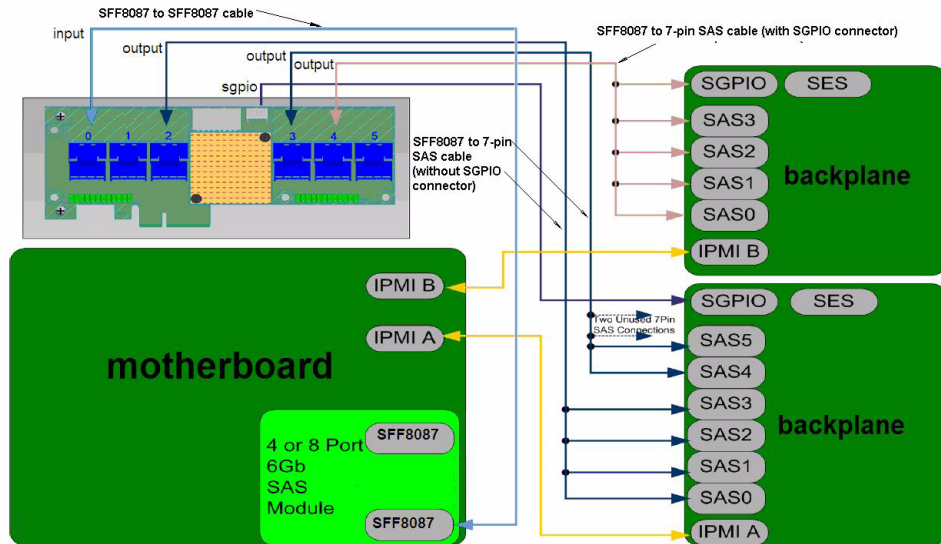 SFF8087 to SFF8087 cable
input
output
output
output
sgpio
SFF8087 to 7-pin SAS cable (with SGPIO connector)
0
1
2
3
4
5
SFF8087 to 7-pin
SAS cable
(without SGPIO
connector)
SGPIO
SES
SAS3
SAS2
SAS1
SAS0
IPMI B
backplane
IPMI B
IPMI A
motherboard
4 or 8 Port
6Gb
SAS
Module
SFF8087
SFF8087
SGPIO
SES
Two Unused 7Pin
SAS Connections
SAS5
SAS4
SAS3
SAS2
SAS1
SAS0
IPMI A
backplane